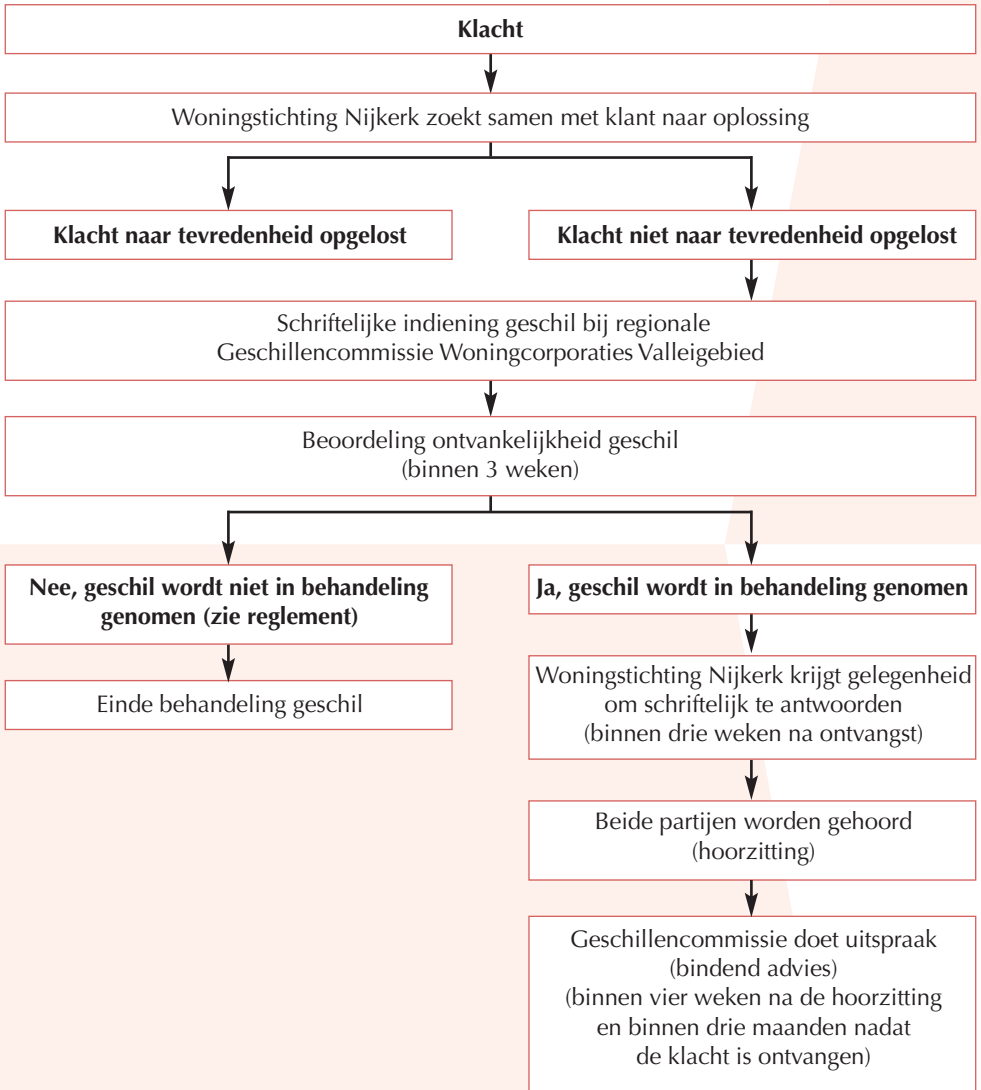 Klacht
Woningstichting Nijkerk zoekt samen met klant naar oplossing
Klacht naar tevredenheid opgelost
Klacht niet naar tevredenheid opgelost
Schriftelijke indiening geschil bij regionale
Geschillencommissie Woningcorporaties Valleigebied
Beoordeling ontvankelijkheid geschil
(binnen 3 weken)
Nee, geschil wordt niet in behandeling
genomen (zie reglement)
Einde behandeling geschil
Ja, geschil wordt in behandeling genomen
Woningstichting Nijkerk krijgt gelegenheid
om schriftelijk te antwoorden
(binnen drie weken na ontvangst)
Beide partijen worden gehoord
(hoorzitting)
Geschillencommissie doet uitspraak
(bindend advies)
(binnen vier weken na de hoorzitting
en binnen drie maanden nadat
de klacht is ontvangen)